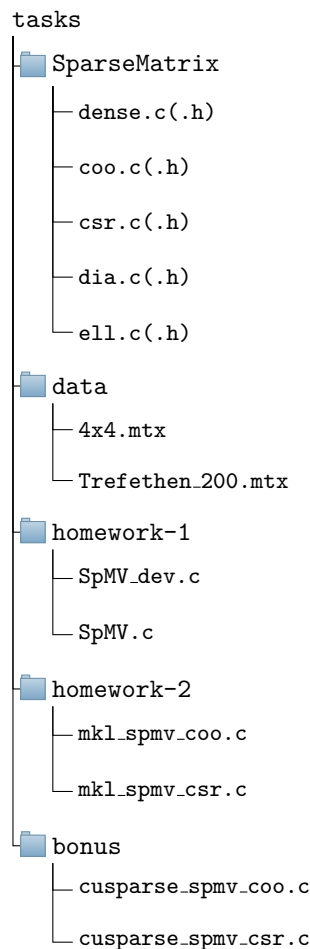 tasks
SparseMatrix
dense.c(.h)
coo.c(.h)
csr.c(.h)
dia.c(.h)
ell.c(.h)
data
4x4.mtx
Trefethen_200.mtx
homework-1
SpMV_dev.c
SpMV.c
homework-2
mkl_spmv_coo.c
mkl_spmv_csr.c
bonus
cusparse_spmv_coo.c
cusparse_spmv_csr.c